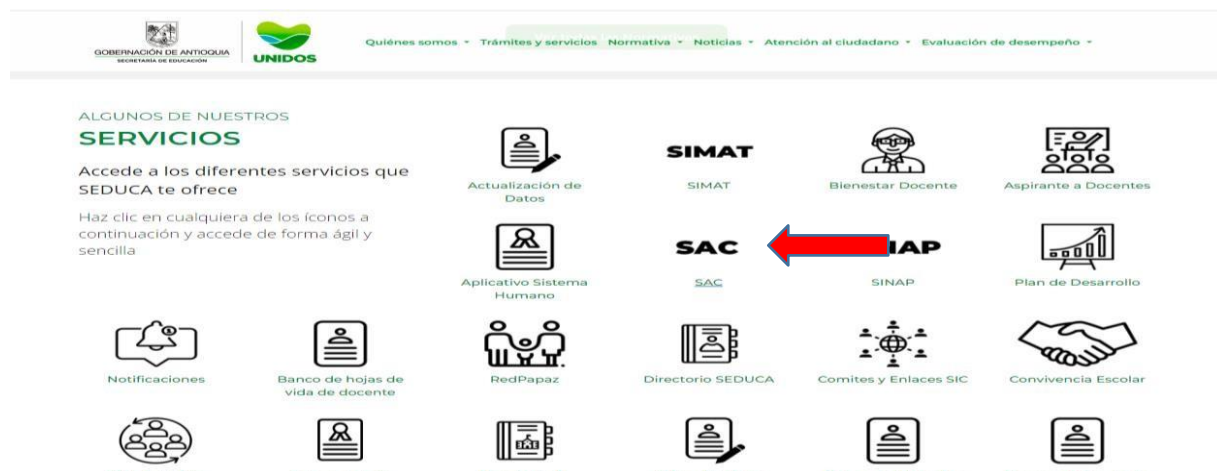 GOBERNACIÓN DE ANTIOQUIA
SECRETARÍA DE EDUCACIÓN
UNIDOS
Quiénes somos
Trámites y servicios
Normativa
Noticias
Atención al ciudadano
Evaluación de desempeño
ALGUNOS DE NUESTROS
SERVICIOS
Accede a los diferentes servicios que
SEDUCA te ofrece
Haz clic en cualquiera de los íconos a
continuación y accede de forma ágil y
sencilla
Actualización de
Datos
SIMAT
SIMAT
Bienestar Docente
Aspirante a Docentes
Aplicativo Sistema
Humano
SAC
SAC
IAP
SINAP
Plan de Desarrollo
Notificaciones
Banco de hojas de
vida de docente
RedPapaz
Directorio SEDUCA
Comites y Enlaces SIC
Convivencia Escolar